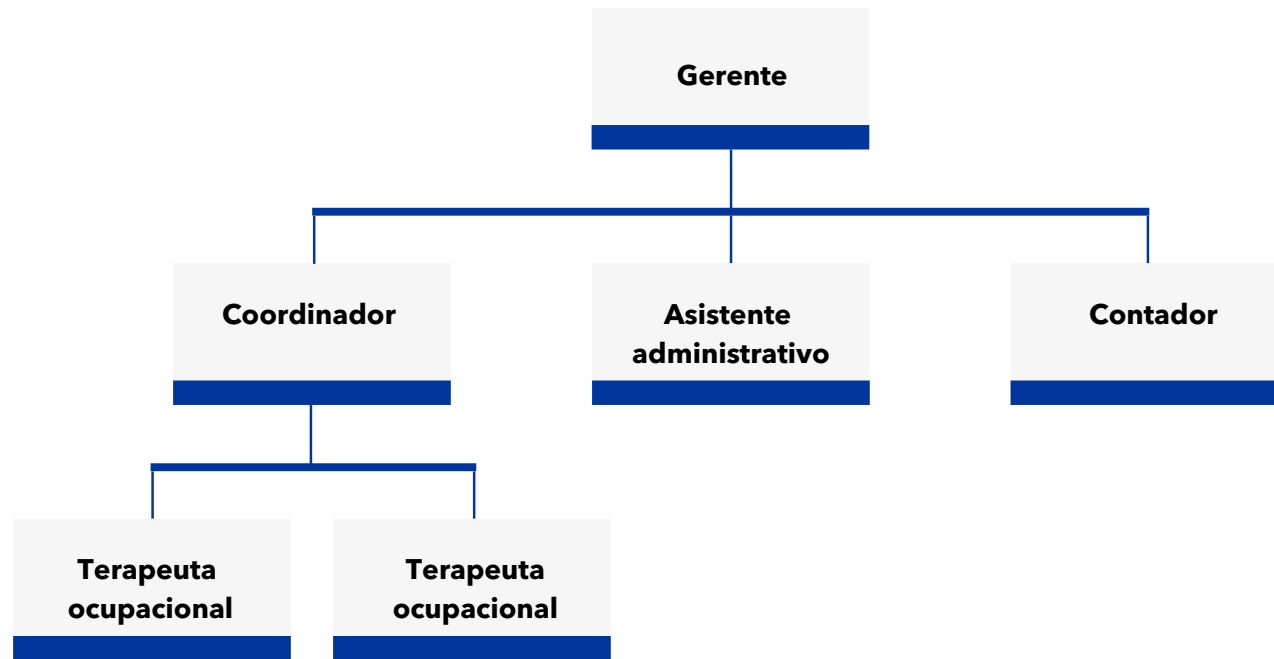 Gerente
Coordinador
Asistente
administrativo
Contador
Terapeuta
ocupacional
Terapeuta
ocupacional